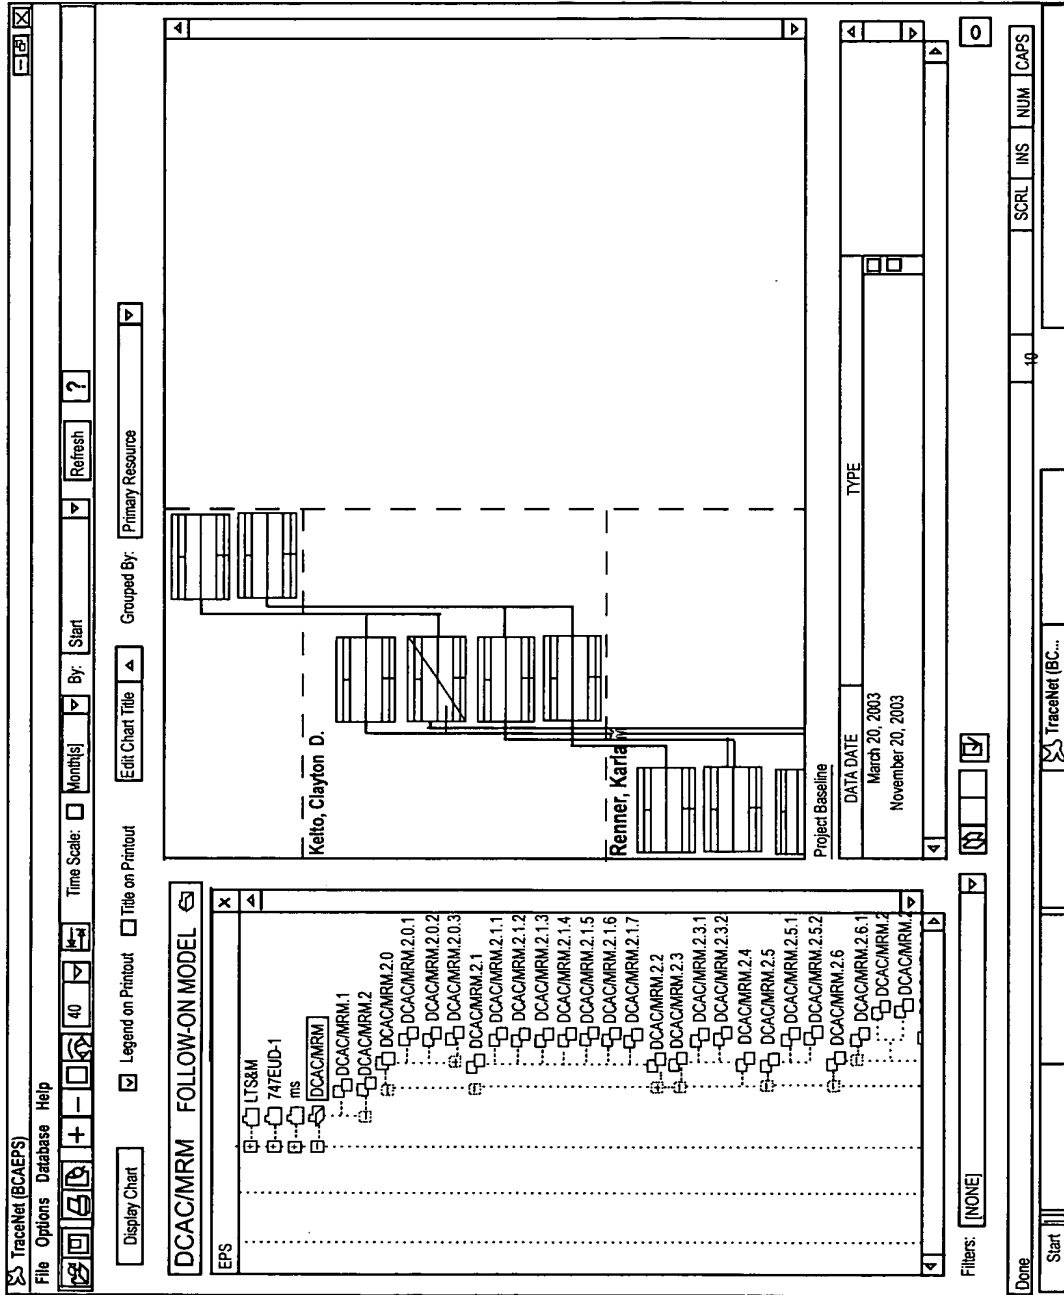 TraceNet (BCAEPS)
File Options Database Help
40 Time Scale: Month[s] By: Start Refresh ?
Display Chart Legend on Printout Title on Printout Edit Chart Title Grouped By: Primary Resource
DCAC/MRM FOLLOW-ON MODEL
EPS
LTS&M
747EUD-1
ms
DCAC/MRM
DCAC/MRM.1
DCAC/MRM.2
DCAC/MRM.2.0
DCAC/MRM.2.0.1
DCAC/MRM.2.0.2
DCAC/MRM.2.0.3
DCAC/MRM.2.1
DCAC/MRM.2.1.1
DCAC/MRM.2.1.2
DCAC/MRM.2.1.3
DCAC/MRM.2.1.4
DCAC/MRM.2.1.5
DCAC/MRM.2.1.6
DCAC/MRM.2.1.7
DCAC/MRM.2.2
DCAC/MRM.2.3
DCAC/MRM.2.3.1
DCAC/MRM.2.3.2
DCAC/MRM.2.4
DCAC/MRM.2.5
DCAC/MRM.2.5.1
DCAC/MRM.2.5.2
DCAC/MRM.2.6
DCAC/MRM.2.6.1
DCAC/MRM.2
DCAC/MRM.2
Filters: [NONE]
Kelto, Clayton D.
Renner, Karla
Project Baseline
DATA DATE TYPE
March 20, 2003
November 20, 2003
0
Done 10 SCRL INS NUM CAPS
Start TraceNet (BC...